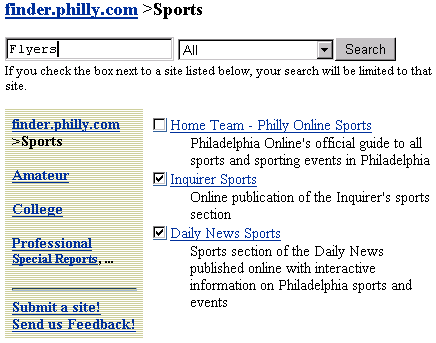 finder.philly.com >Sports
Flyers All Search
If you check the box next to a site listed below, your search will be limited to that
site.
finder.philly.com
>Sports
Amateur
College
Professional
Special Reports, ...
Submit a site!
Send us Feedback!
Home Team - Philly Online Sports
Philadelphia Online's official guide to all
sports and sporting events in Philadelphia
Inquirer Sports
Online publication of the Inquirer's sports
section
Daily News Sports
Sports section of the Daily News
published online with interactive
information on Philadelphia sports and
events